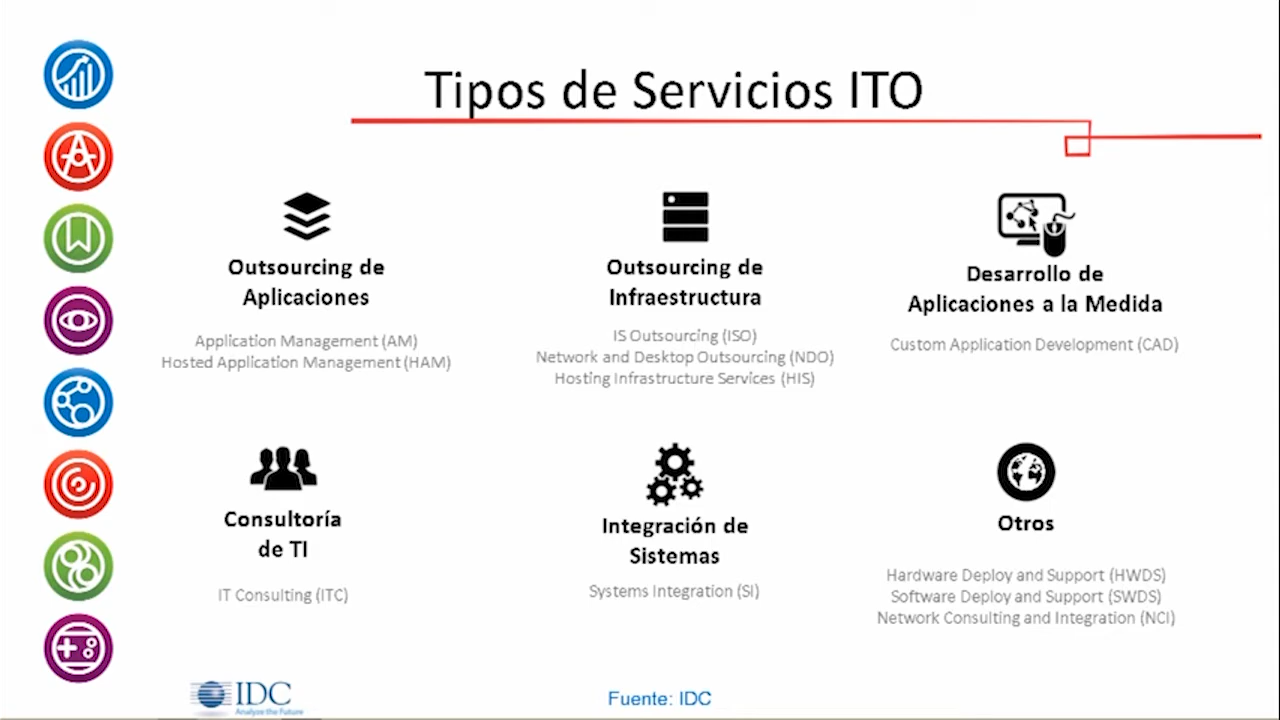 Tipos de Servicios ITO
Outsourcing de
Aplicaciones
Application Management (AM)
Hosted Application Management (HAM)
Outsourcing de
Infraestructura
IS Outsourcing (ISO)
Network and Desktop Outsourcing (NDO)
Hosting Infrastructure Services (HIS)
Desarrollo de
Aplicaciones a la Medida
Custom Application Development (CAD)
Consultoría
de TI
IT Consulting (ITC)
Integración de
Sistemas
Systems Integration (SI)
Otros
Hardware Deploy and Support (HWDS)
Software Deploy and Support (SWDS)
Network Consulting and Integration (NCI)
IDC
Analyze the Future
Fuente: IDC